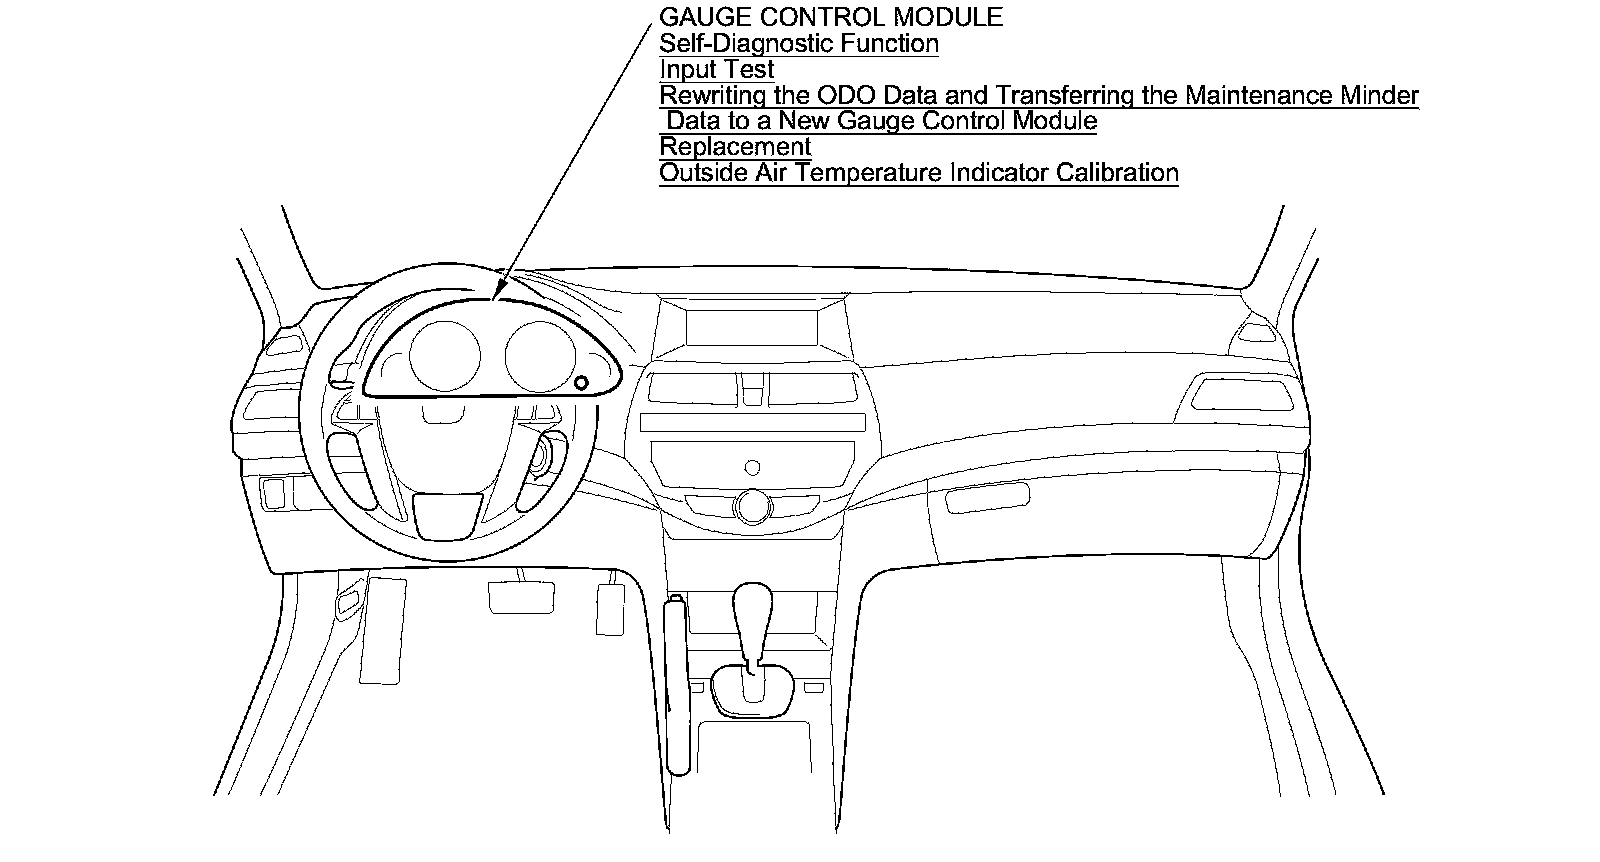 GAUGE CONTROL MODULE
Self-Diagnostic Function
Input Test
Rewriting the ODO Data and Transferring the Maintenance Minder
Data to a New Gauge Control Module
Replacement
Outside Air Temperature Indicator Calibration